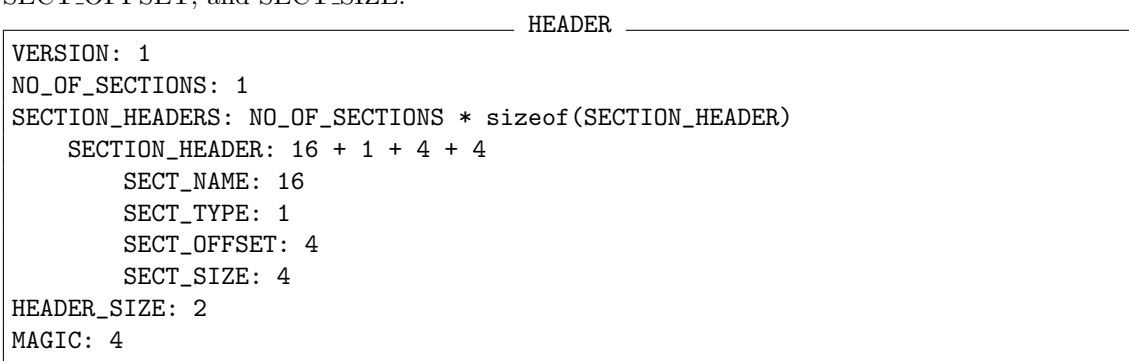 SECT_OFFSET, and SECT_SIZE.
HEADER
VERSION: 1
NO_OF_SECTIONS: 1
SECTION_HEADERS: NO_OF_SECTIONS * sizeof(SECTION_HEADER)
    SECTION_HEADER: 16 + 1 + 4 + 4
        SECT_NAME: 16
        SECT_TYPE: 1
        SECT_OFFSET: 4
        SECT_SIZE: 4
HEADER_SIZE: 2
MAGIC: 4